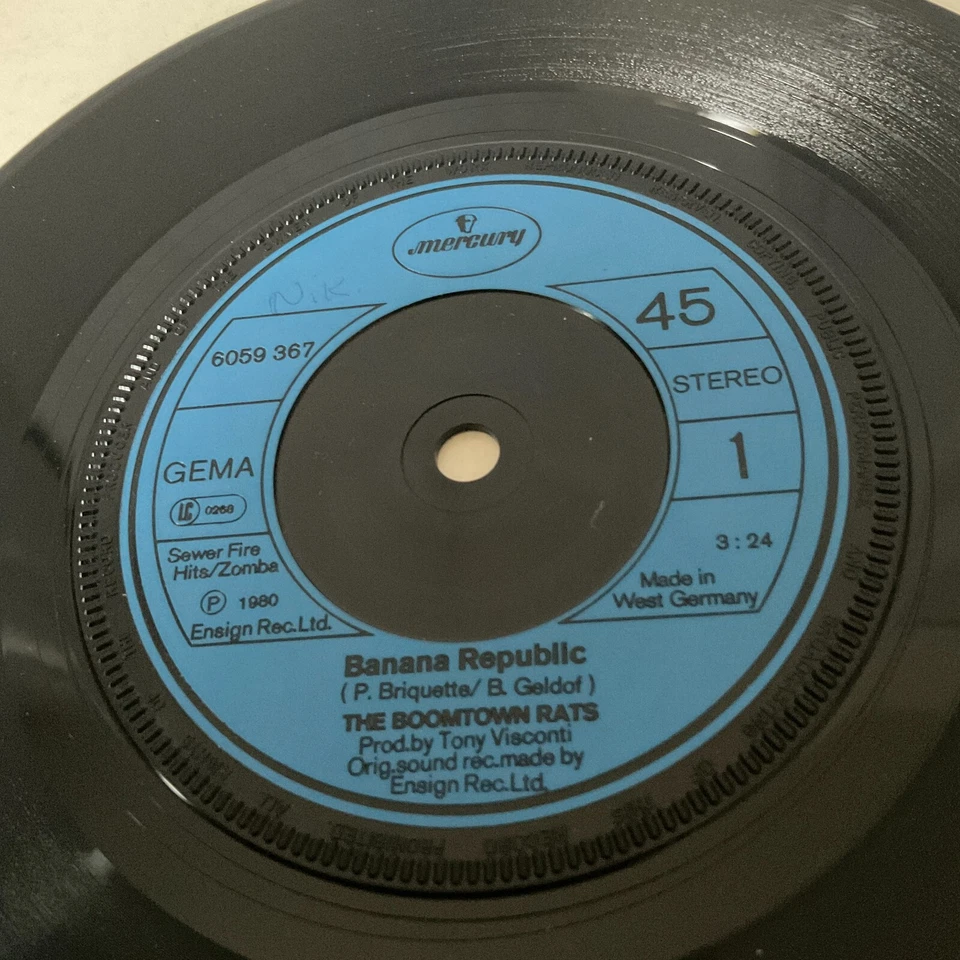 mercury
Nik.
6059 367
GEMA
LC 0268
Sewer Fire
Hits/Zomba
Ⓟ 1980
Ensign Rec.Ltd.
45
STEREO
1
3:24
Made in
West Germany
Banana Republic
( P. Briquette/ B. Geldof )
THE BOOMTOWN RATS
Prod.by Tony Visconti
Orig.sound rec.made by
Ensign Rec.Ltd.